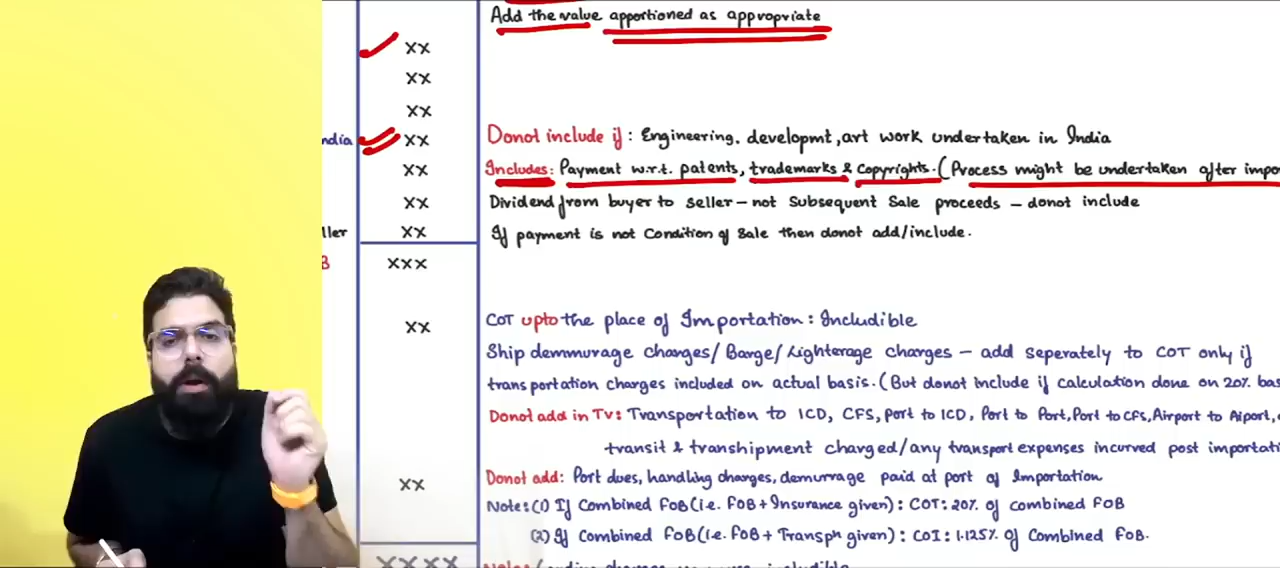 Add the value apportioned as appropriate
XX
XX
XX
ndia XX Donot include if: Engineering. developmt, art work undertaken in India
XX Includes: Payment w.r.t. patents, trademarks & Copyrights. (Process might be undertaken after impo
XX Dividend from buyer to seller – not Subsequent Sale proceeds – donot include
ller XX If payment is not Condition of Sale then donot add/include.
B XXX
XX COT upto the place of Importation: Includible
Ship demmurage charges/Barge/Lighterage charges – add seperately to COT only if
transportation charges included on actual basis. (But donot include if calculation done on 20% bas
Donot add in TV: Transportation to ICD, CFS, Port to ICD, Port to Port, Port to CFS, Airport to Aiport,
transit & transhipment charged/any transport expenses incurred post importati
XX Donot add: Port dues, handling charges, demurrage paid at port of Importation
Note: (1) If Combined FOB (i.e. FOB + Insurance given): COT: 20% of combined FOB
(2) If Combined FOB (i.e. FOB + Transpn given): COI: 1.125% of Combined FOB.
XXXX